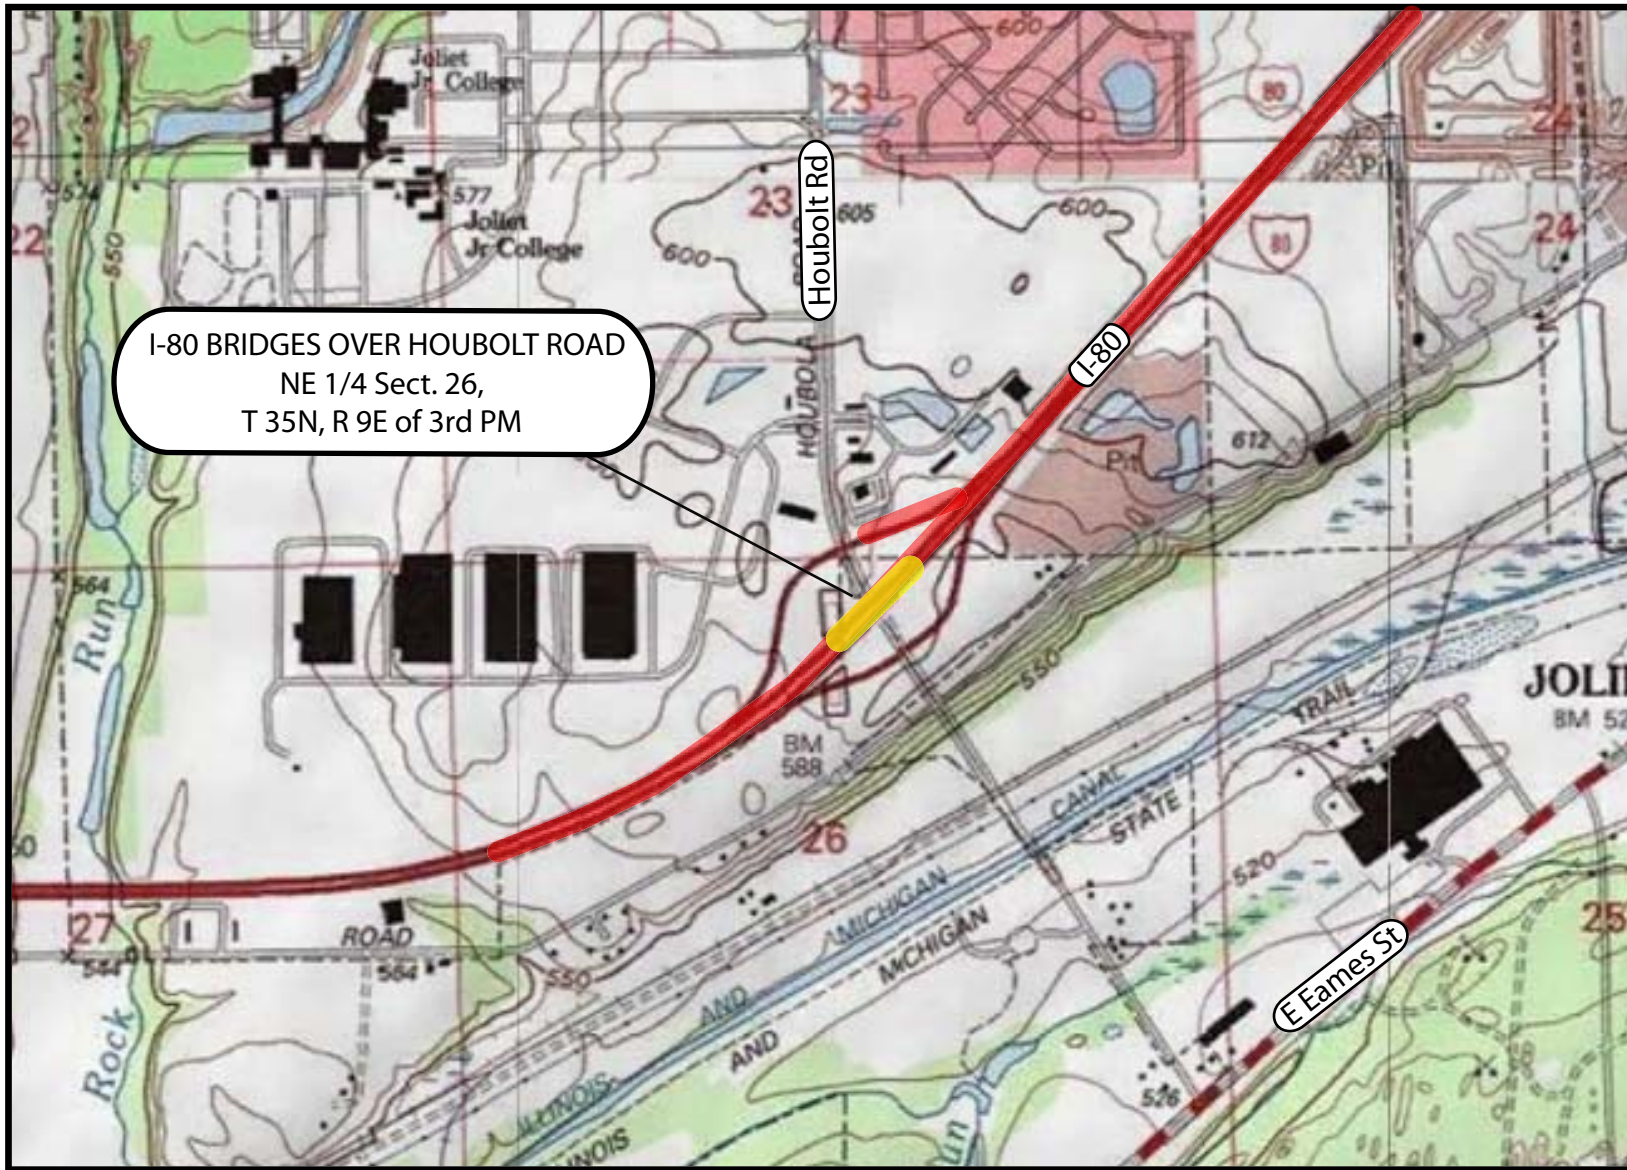 600
Joliet
Jr College
23
80
24
22
574
577
Joliet
Jr College
23
605
600
600
80
24
550
Houbolt Rd
I-80 BRIDGES OVER HOUBOLT ROAD
NE 1/4 Sect. 26,
T 35N, R 9E of 3rd PM
I-80
HOUBOLT
612
Pit
564
Run
550
TRAIL
JOLI
BM 52
BM
588
CANAL
STATE
26
520
MICHIGAN
MICHIGAN
27
ROAD
25
E Eames St
544
564
550
AND
AND
Rock
526
ILLINOIS